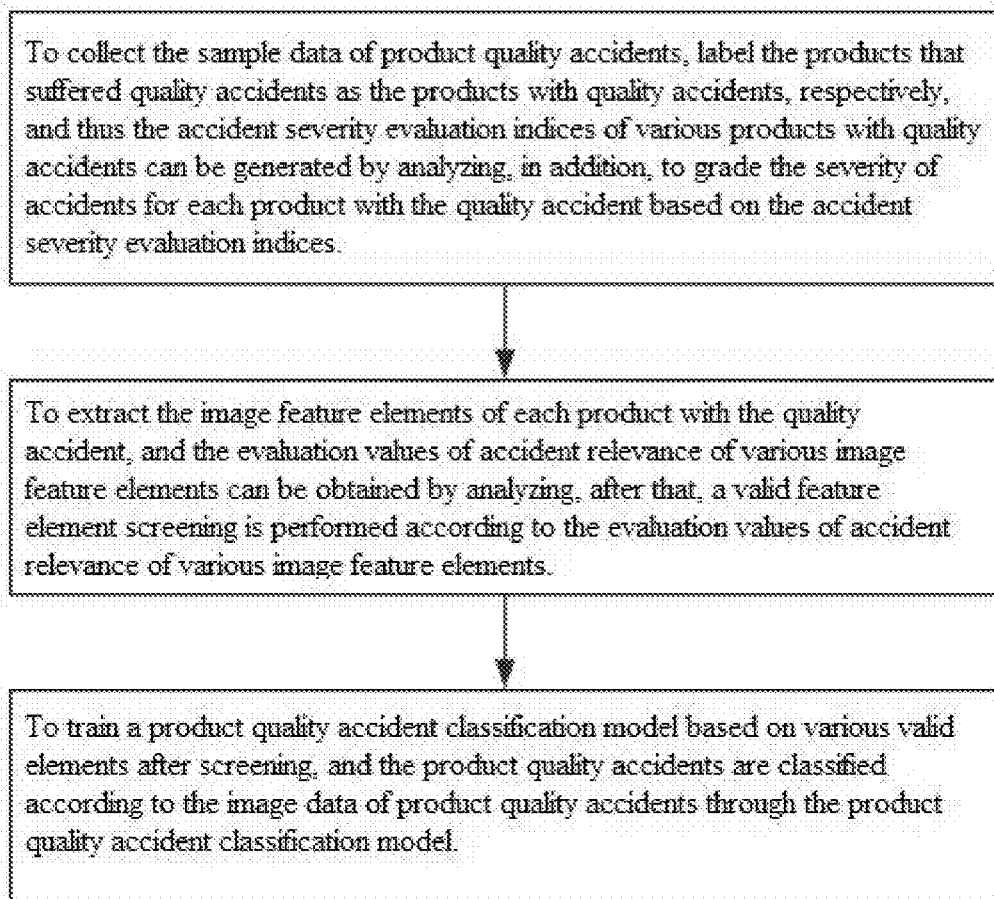 To collect the sample data of product quality accidents, label the products that
suffered quality accidents as the products with quality accidents, respectively,
and thus the accident severity evaluation indices of various products with quality
accidents can be generated by analyzing, in addition, to grade the severity of
accidents for each product with the quality accident based on the accident
severity evaluation indices.
To extract the image feature elements of each product with the quality
accident, and the evaluation values of accident relevance of various image
feature elements can be obtained by analyzing, after that, a valid feature
element screening is performed according to the evaluation values of accident
relevance of various image feature elements.
To train a product quality accident classification model based on various valid
elements after screening, and the product quality accidents are classified
according to the image data of product quality accidents through the product
quality accident classification model.